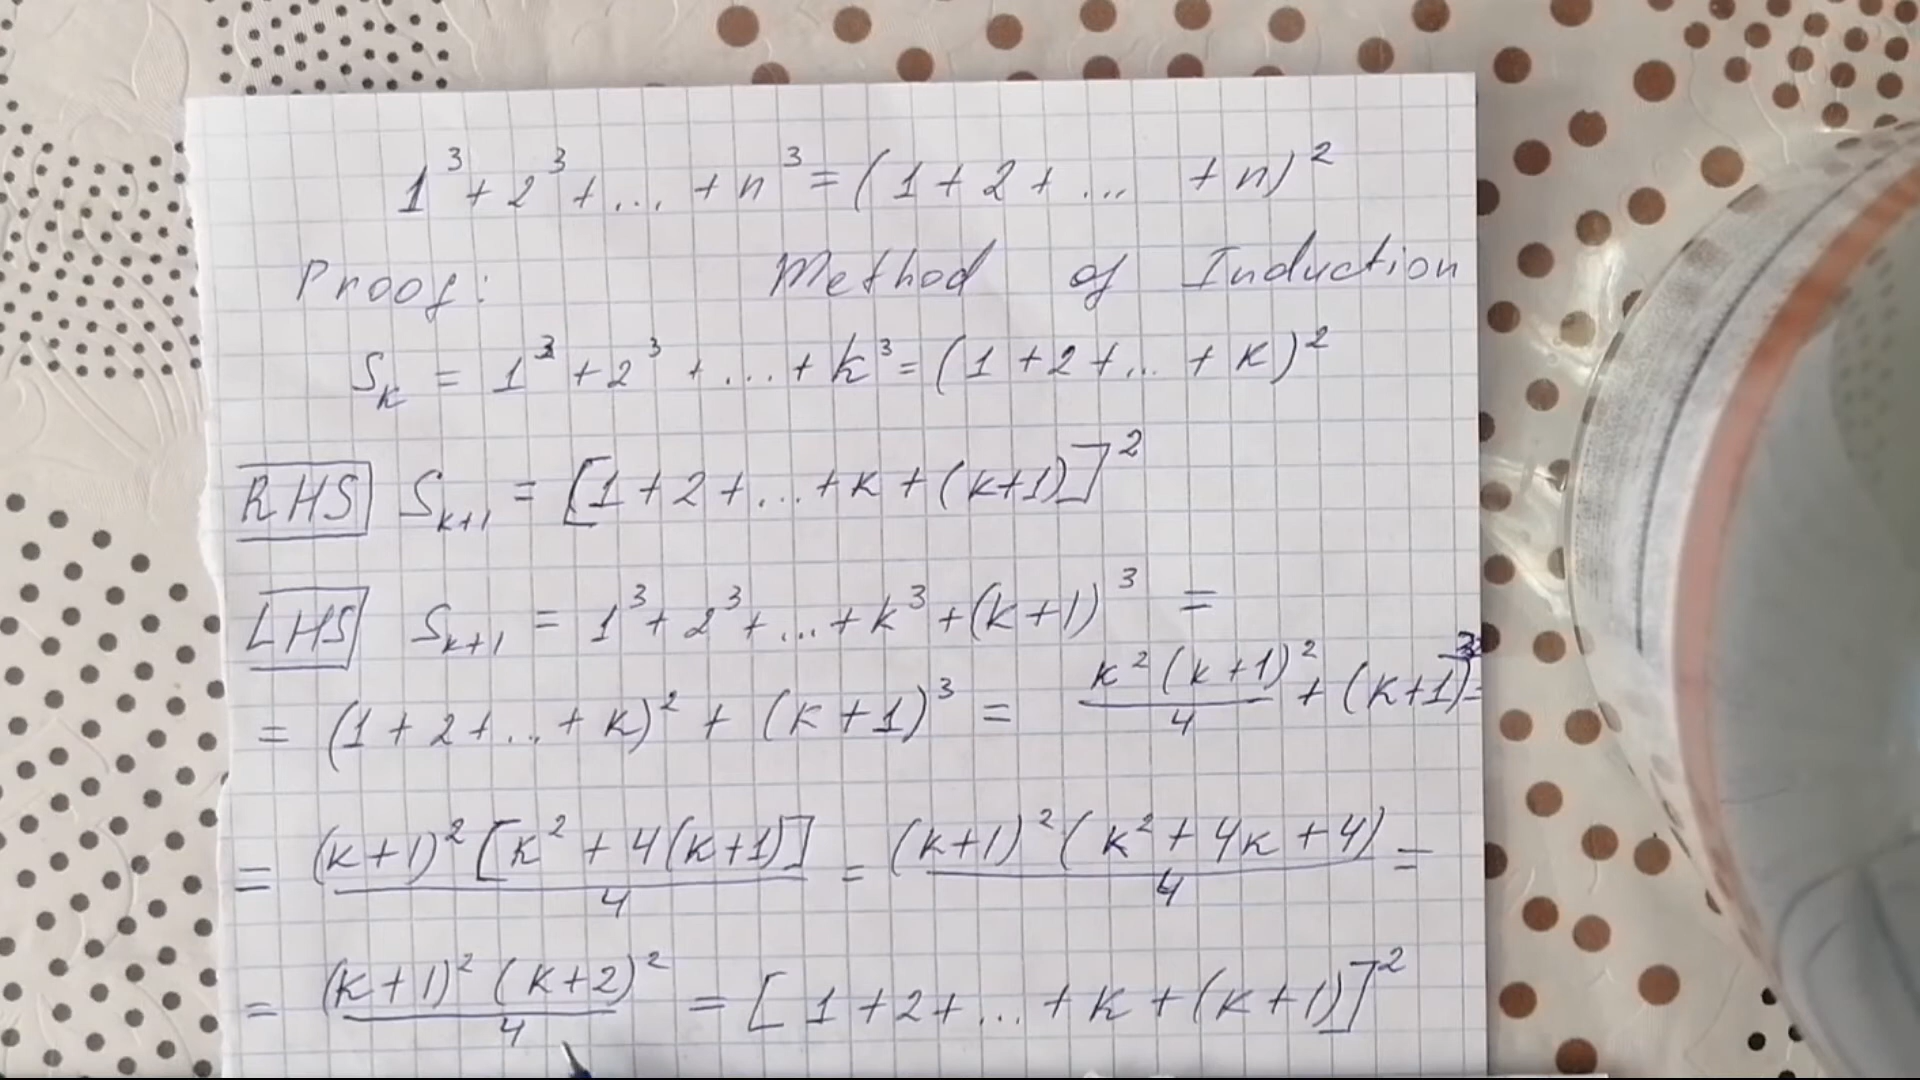 1³ + 2³ + ... + n³ = (1 + 2 + ... + n)²
Proof: Method of Induction
S_k = 1³ + 2³ + ... + k³ = (1 + 2 + ... + k)²
RHS S_{k+1} = [1 + 2 + ... + k + (k+1)]²
LHS S_{k+1} = 1³ + 2³ + ... + k³ + (k+1)³ =
= (1 + 2 + ... + k)² + (k+1)³ = k²(k+1)²/4 + (k+1)³ =
= (k+1)²[k² + 4(k+1)]/4 = (k+1)²(k² + 4k + 4)/4 =
= (k+1)²(k+2)²/4 = [1 + 2 + ... + k + (k+1)]²